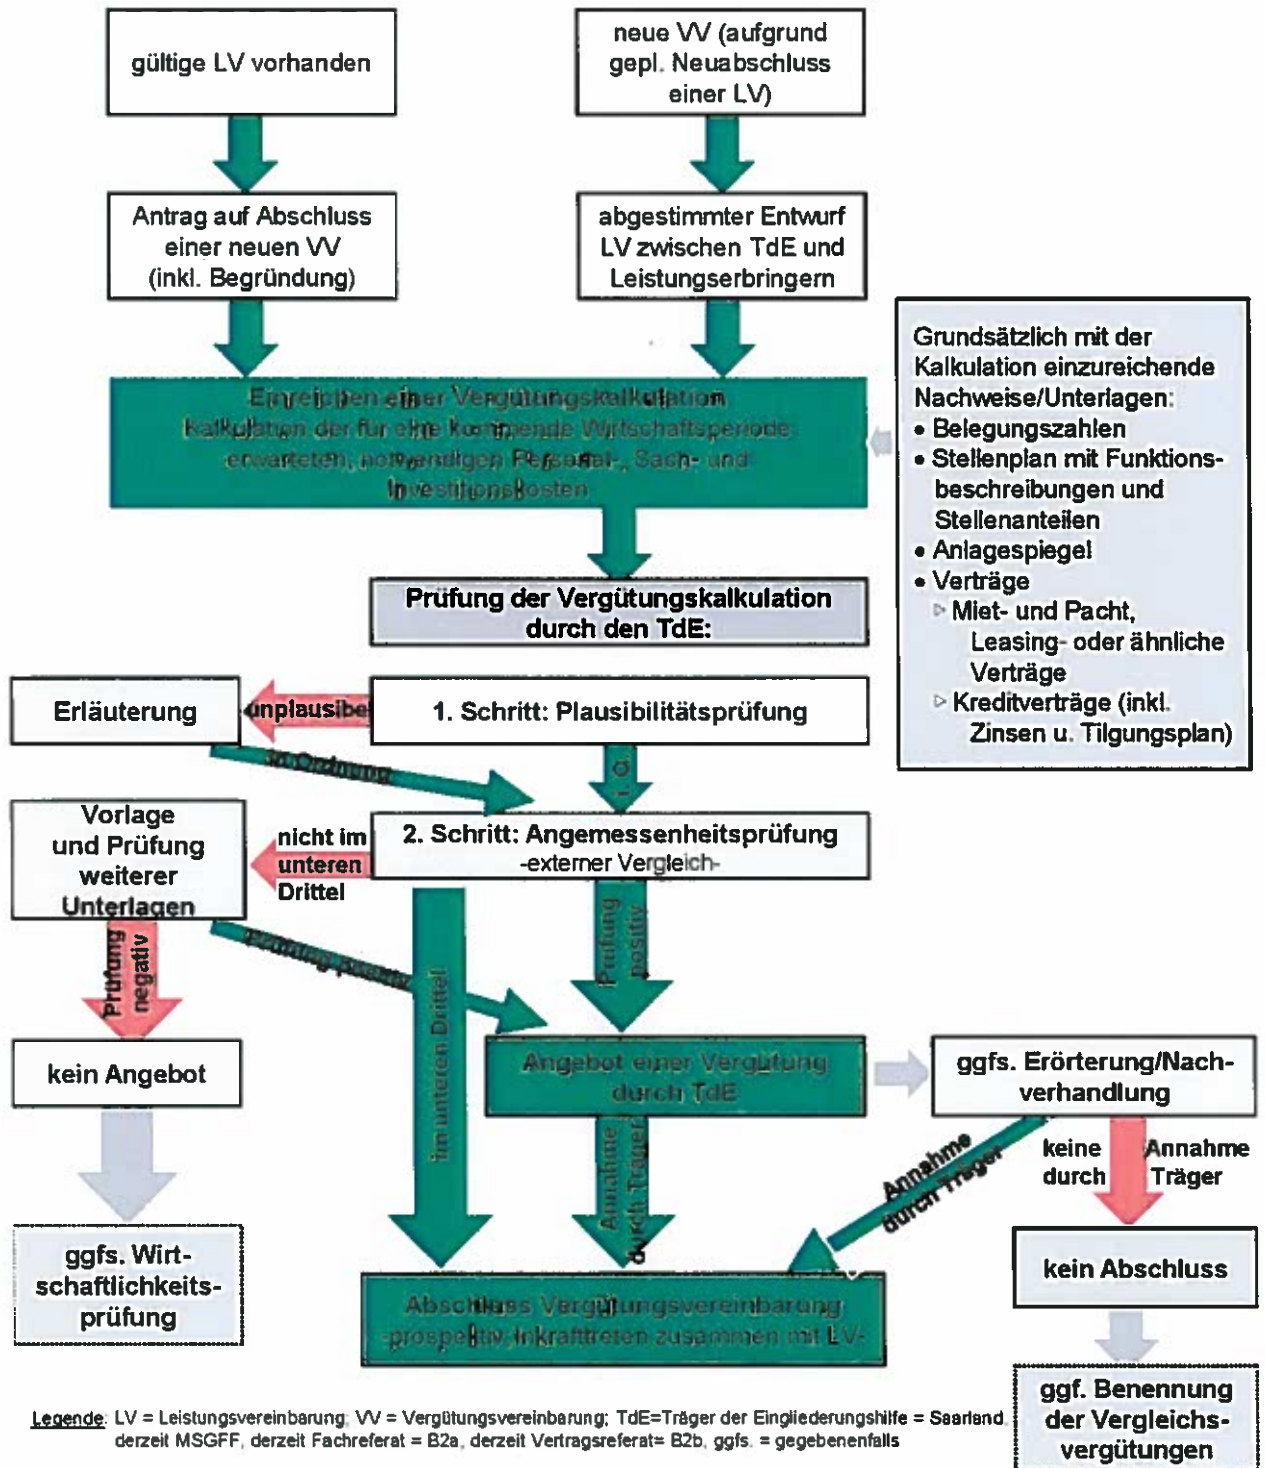 gültige LV vorhanden
neue VV (aufgrund
gepl. Neuabschluss
einer LV)
Antrag auf Abschluss
einer neuen VV
(inkl. Begründung)
abgestimmter Entwurf
LV zwischen TdE und
Leistungserbringern
Grundsätzlich mit der
Kalkulation einzureichende
Nachweise/Unterlagen:
• Belegungszahlen
• Stellenplan mit Funktions-
beschreibungen und
Stellenanteilen
• Anlagespiegel
• Verträge
▷ Miet- und Pacht,
Leasing- oder ähnliche
Verträge
▷ Kreditverträge (inkl.
Zinsen u. Tilgungsplan)
Einreichen einer Vergütungskalkulation
Kalkulation der für eine kommende Wirtschaftsperiode
erwarteten, notwendigen Personal-, Sach- und
Investitionskosten
Prüfung der Vergütungskalkulation
durch den TdE:
Erläuterung
unplausibel
1. Schritt: Plausibilitätsprüfung
in Ordnung
i. O.
Vorlage
und Prüfung
weiterer
Unterlagen
nicht im
unteren
Drittel
2. Schritt: Angemessenheitsprüfung
-externer Vergleich-
Prüfung
negativ
Prüfung positiv
im unteren Drittel
Prüfung
positiv
kein Angebot
Angebot einer Vergütung
durch TdE
ggfs. Erörterung/Nach-
verhandlung
Annahme
durch Träger
Annahme
durch Träger
keine Annahme
durch Träger
ggfs. Wirt-
schaftlichkeits-
prüfung
kein Abschluss
Abschluss Vergütungsvereinbarung
-prospektiv, Inkrafttreten zusammen mit LV-
ggf. Benennung
der Vergleichs-
vergütungen
Legende: LV = Leistungsvereinbarung; VV = Vergütungsvereinbarung; TdE=Träger der Eingliederungshilfe = Saarland,
derzeit MSGFF, derzeit Fachreferat = B2a, derzeit Vertragsreferat= B2b, ggfs. = gegebenenfalls